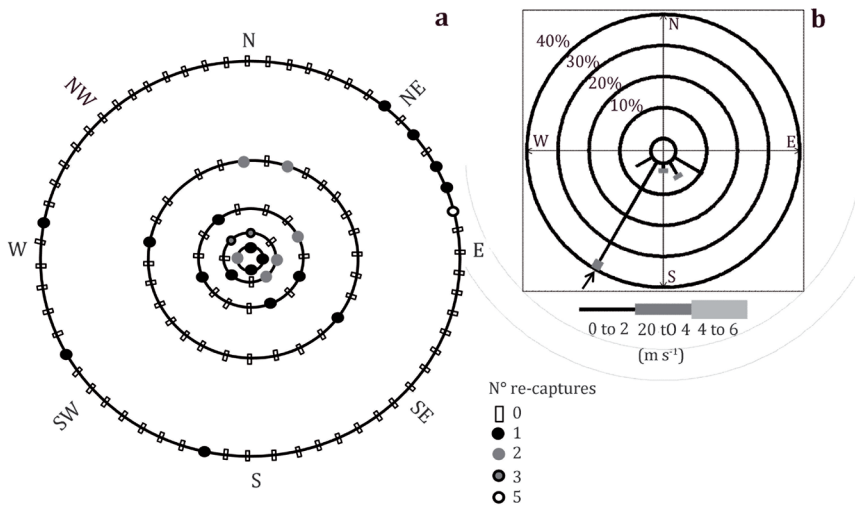 a
N
NW
NE
W
E
SW
SE
S
N° re-captures
0
1
2
3
5
b
N
40%
30%
20%
10%
W
E
S
0 to 2 20 tO 4 4 to 6
(m s⁻¹)